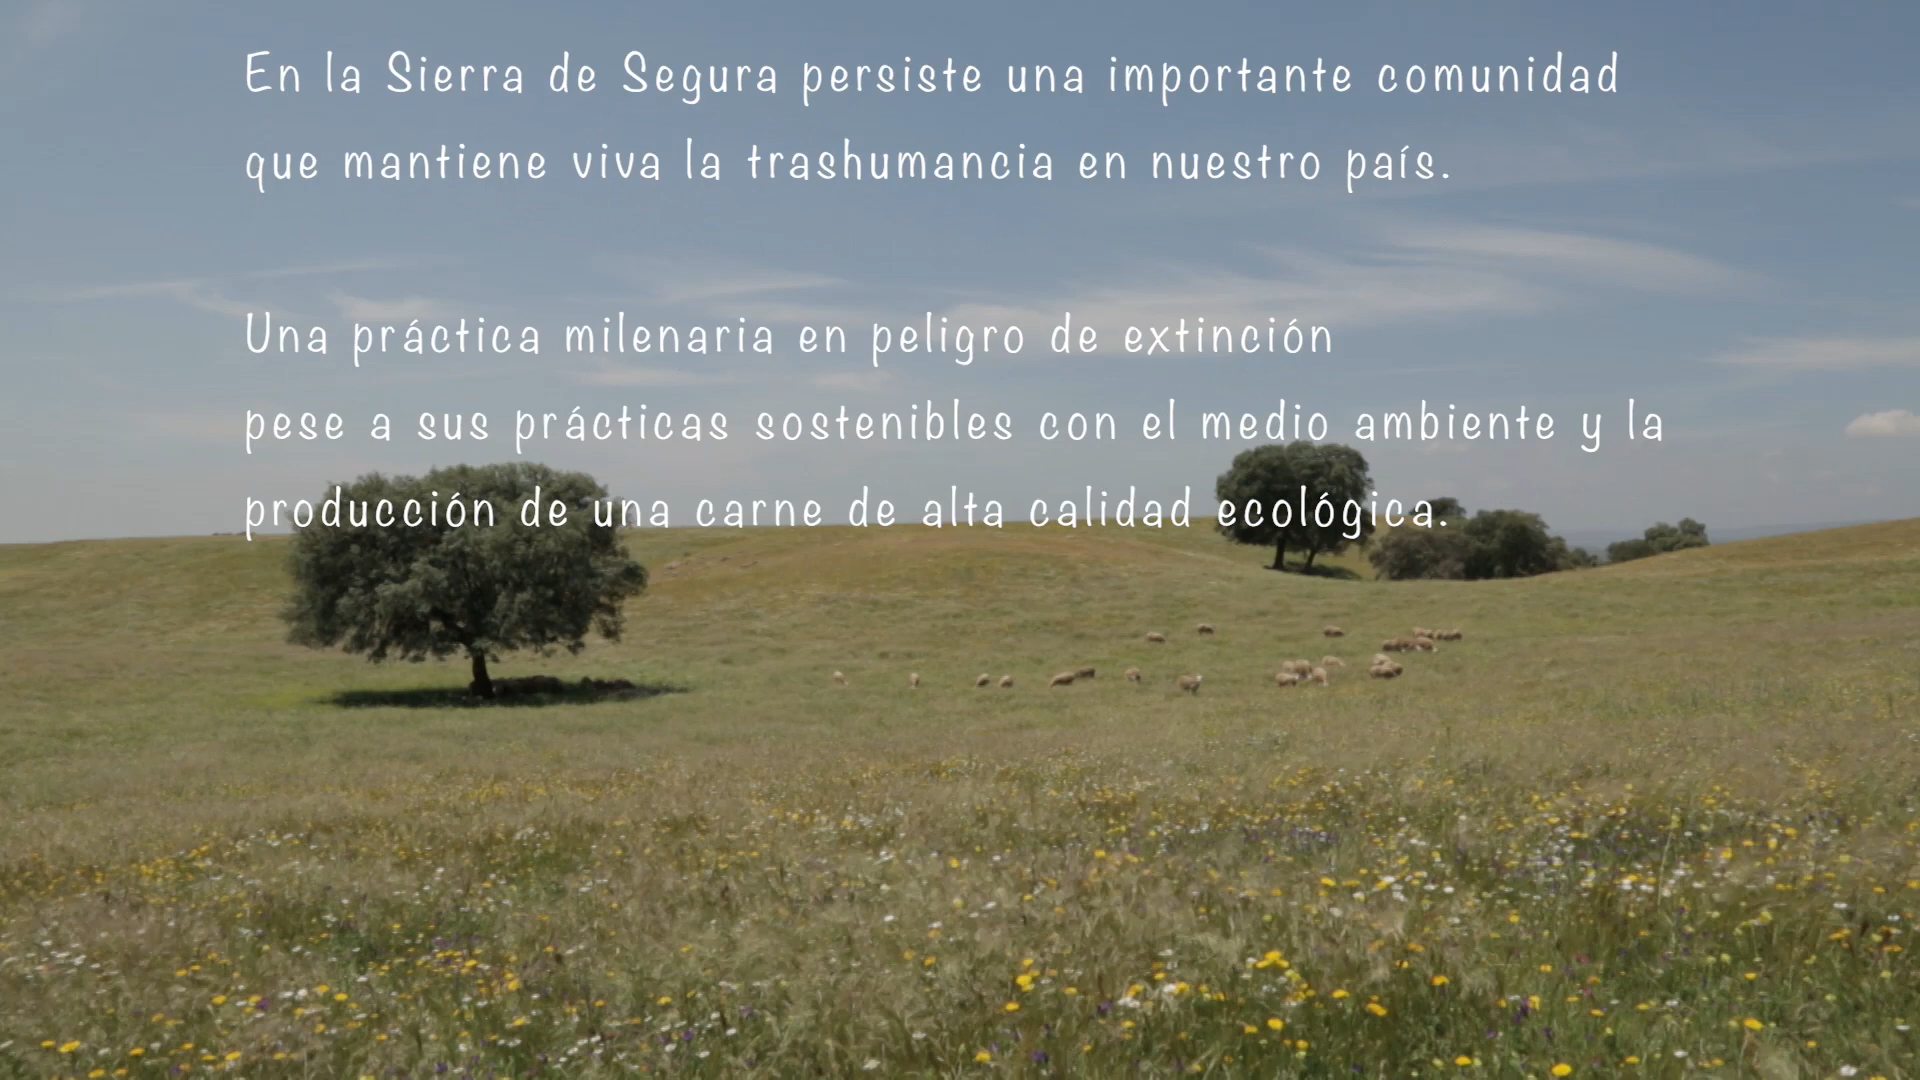 En la Sierra de Segura persiste una importante comunidad
que mantiene viva la trashumancia en nuestro país.
Una práctica milenaria en peligro de extinción
pese a sus prácticas sostenibles con el medio ambiente y la
producción de una carne de alta calidad ecológica.